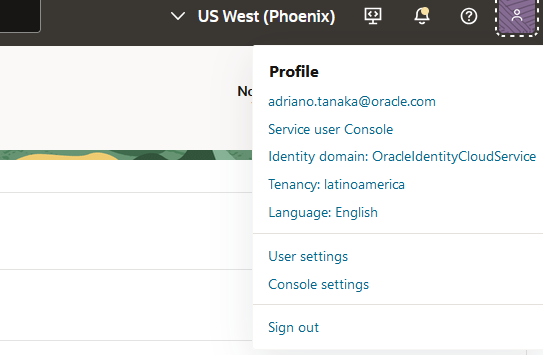 US West (Phoenix)
Profile
adriano.tanaka@oracle.com
Service user Console
Identity domain: OracleIdentityCloudService
Tenancy: latinoamerica
Language: English
User settings
Console settings
Sign out